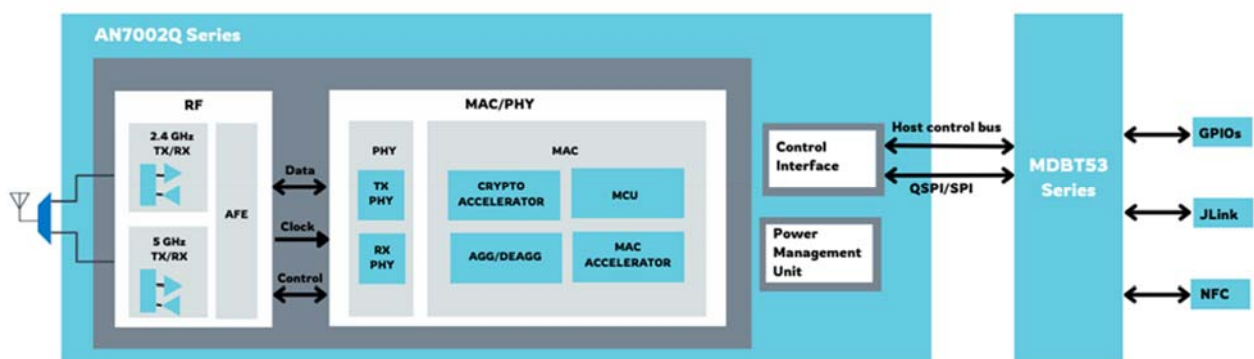 AN7002Q Series
RF
2.4 GHz
TX/RX
5 GHz
TX/RX
AFE
Data
Clock
Control
MAC/PHY
PHY
TX
PHY
RX
PHY
MAC
CRYPTO
ACCELERATOR
MCU
AGG/DEAGG
MAC
ACCELERATOR
Control
Interface
Power
Management
Unit
Host control bus
QSPI/SPI
MDBT53
Series
GPIOs
JLink
NFC